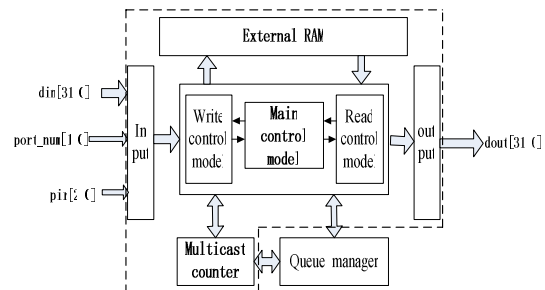 External RAM
din[31 0]
port_num[1 0]
pir[2 0]
In
put
Write
control
mode.
Main
control
model
Read
control
mode.
out
put
dout[31 0]
Multicast
counter
Queue manager